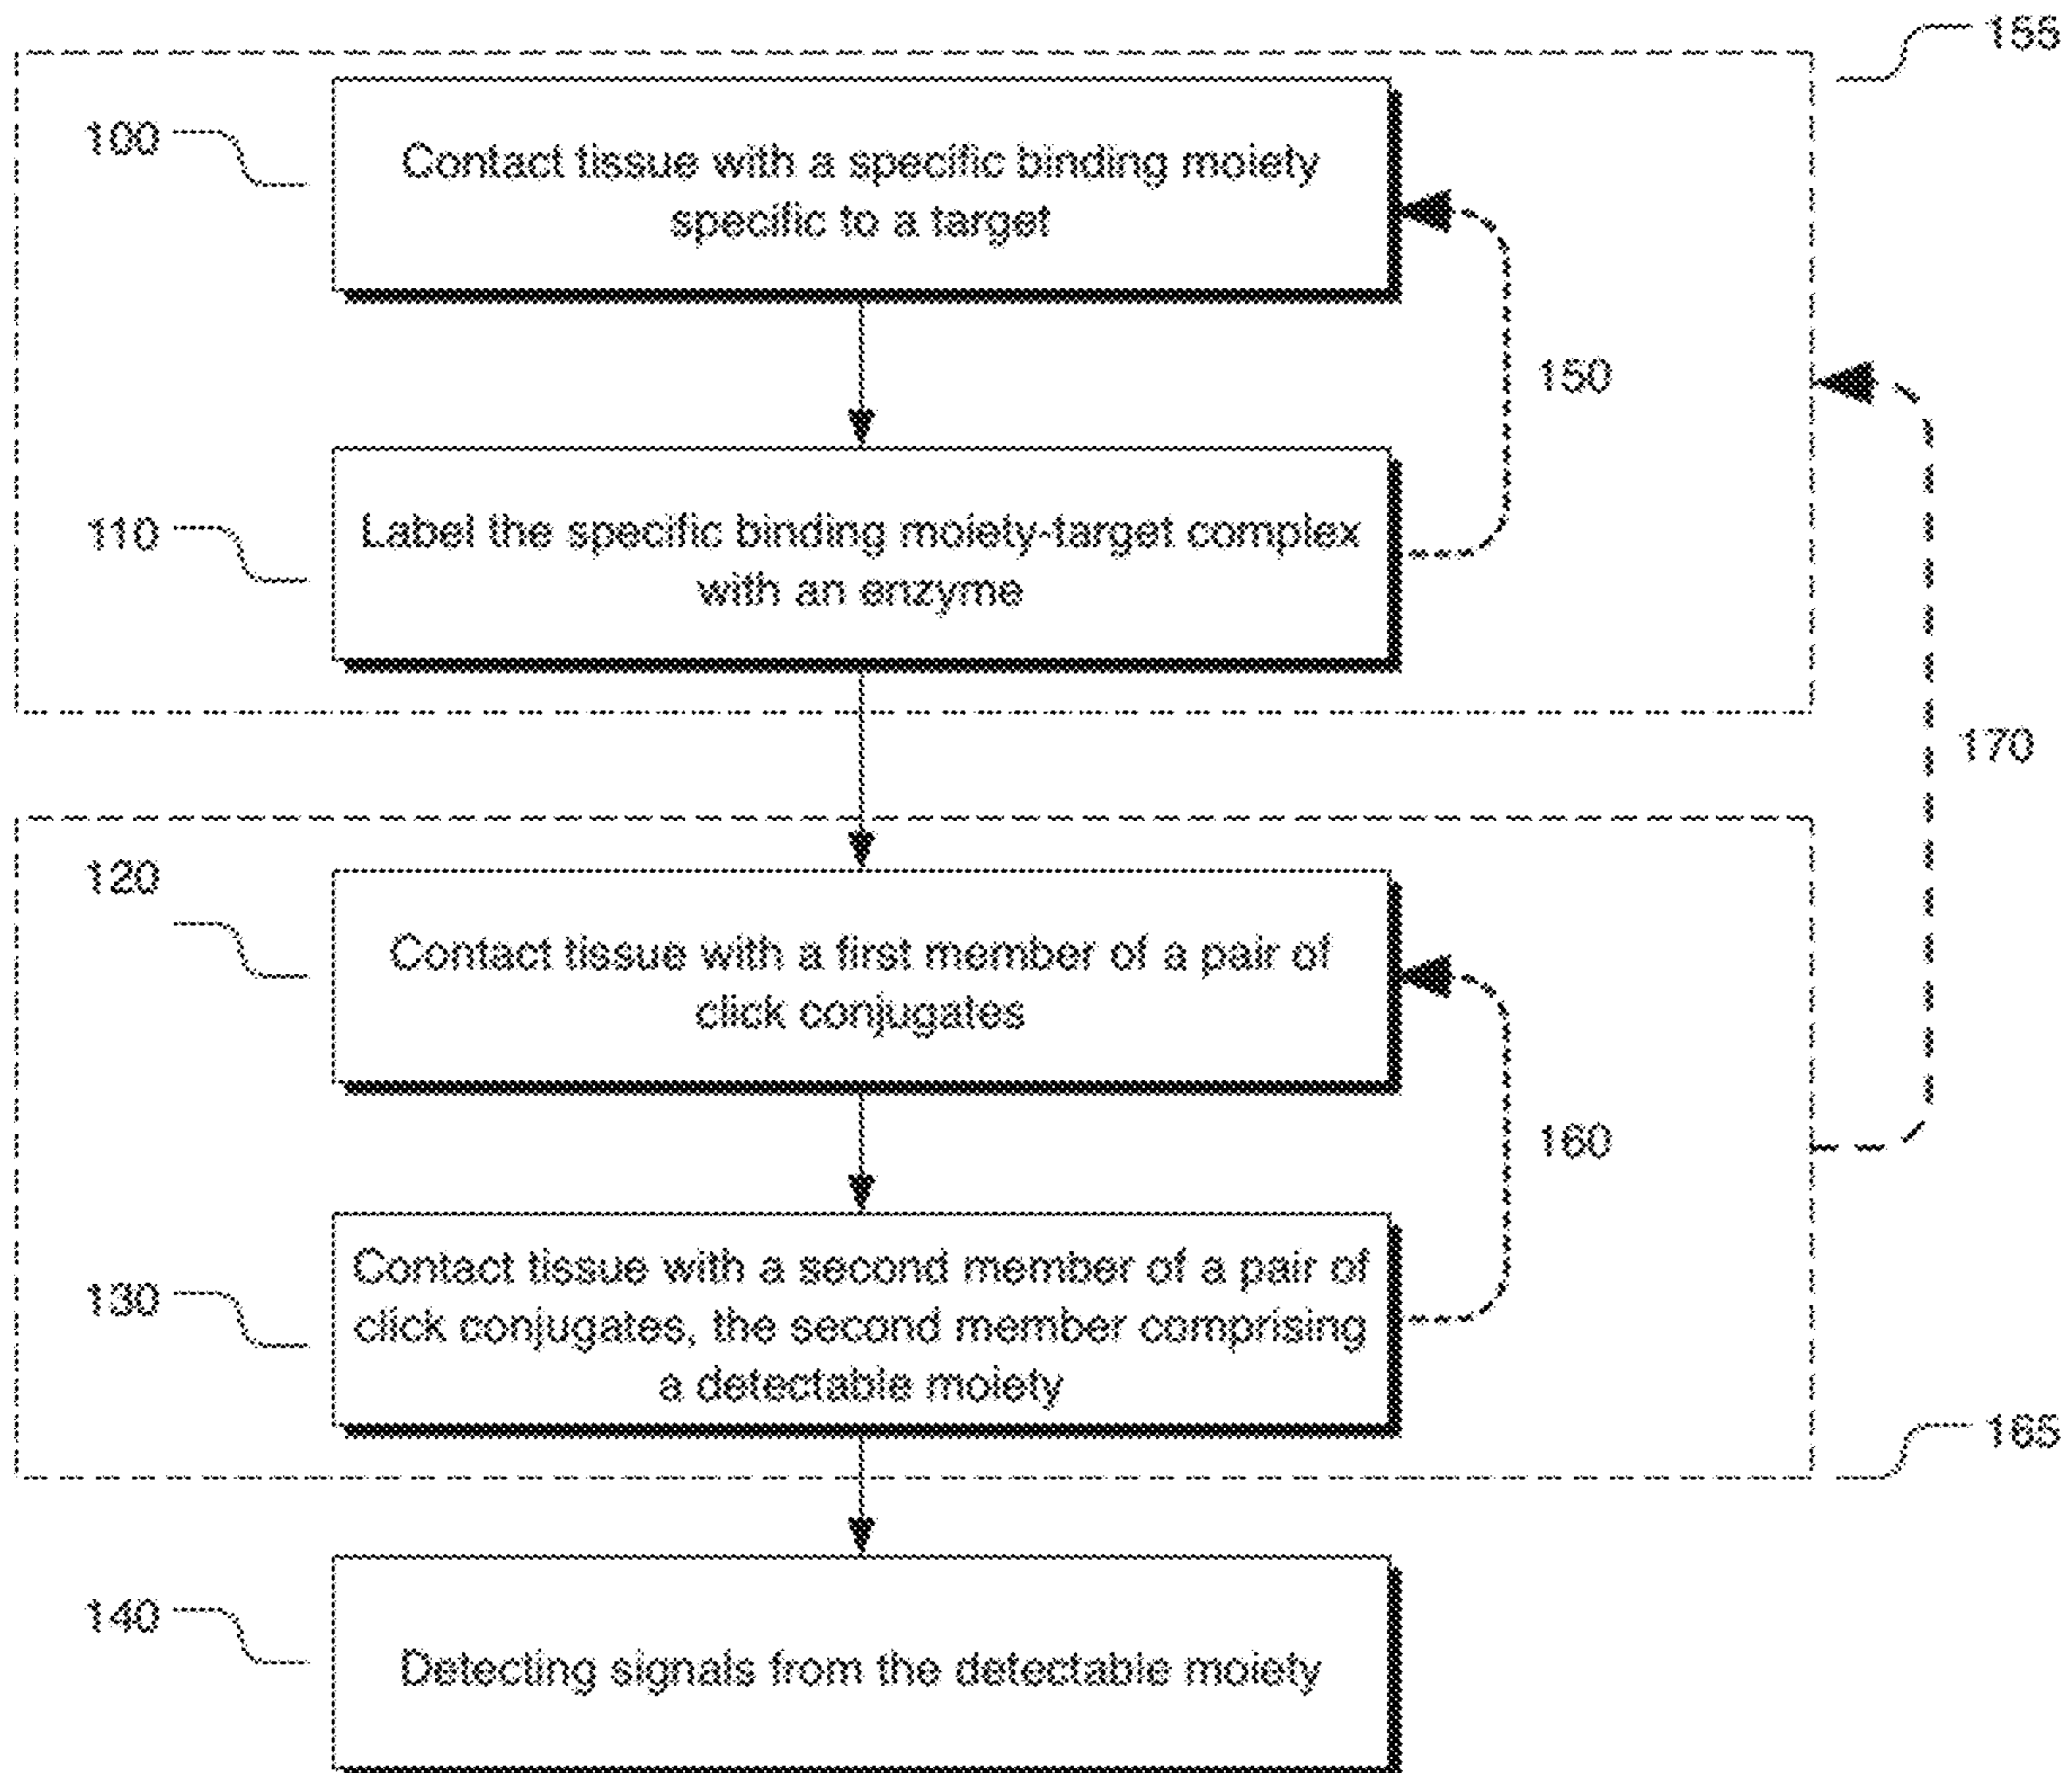 155
100
Contact tissue with a specific binding moiety
specific to a target
150
110
Label the specific binding moiety-target complex
with an enzyme
170
120
Contact tissue with a first member of a pair of
click conjugates
160
130
Contact tissue with a second member of a pair of
click conjugates, the second member comprising
a detectable moiety
165
140
Detecting signals from the detectable moiety